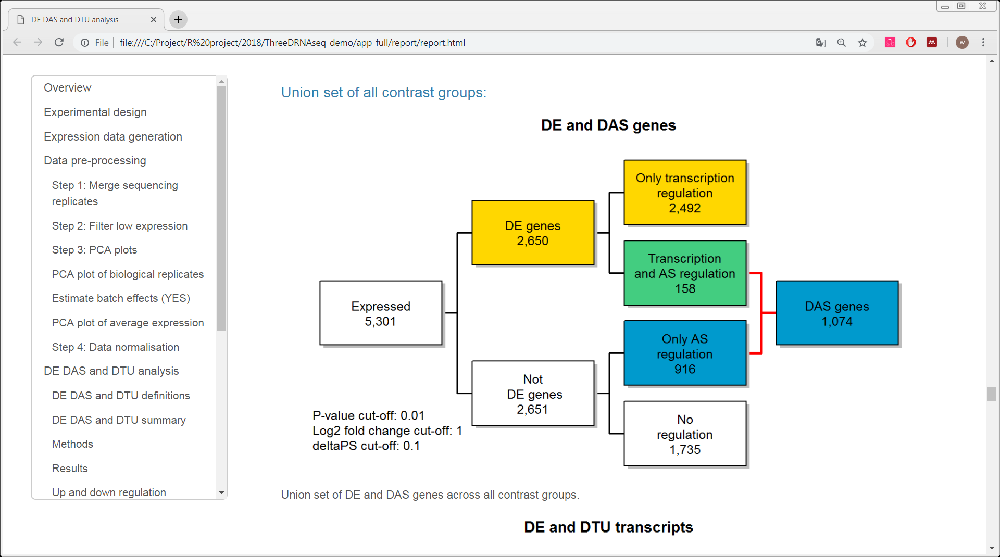 DE DAS and DTU analysis
File
file:///C:/Project/R%20project/2018/ThreeDRNAseq_demo/app_full/report/report.html
W
Overview
Experimental design
Expression data generation
Data pre-processing
Step 1: Merge sequencing
replicates
Step 2: Filter low expression
Step 3: PCA plots
PCA plot of biological replicates
Estimate batch effects (YES)
PCA plot of average expression
Step 4: Data normalisation
DE DAS and DTU analysis
DE DAS and DTU definitions
DE DAS and DTU summary
Methods
Results
Up and down regulation
Union set of all contrast groups:
DE and DAS genes
Expressed
5,301
DE genes
2,650
Not
DE genes
2,651
Only transcription
regulation
2,492
Transcription
and AS regulation
158
Only AS
regulation
916
No
regulation
1,735
DAS genes
1,074
P-value cut-off: 0.01
Log2 fold change cut-off: 1
deltaPS cut-off: 0.1
Union set of DE and DAS genes across all contrast groups.
DE and DTU transcripts